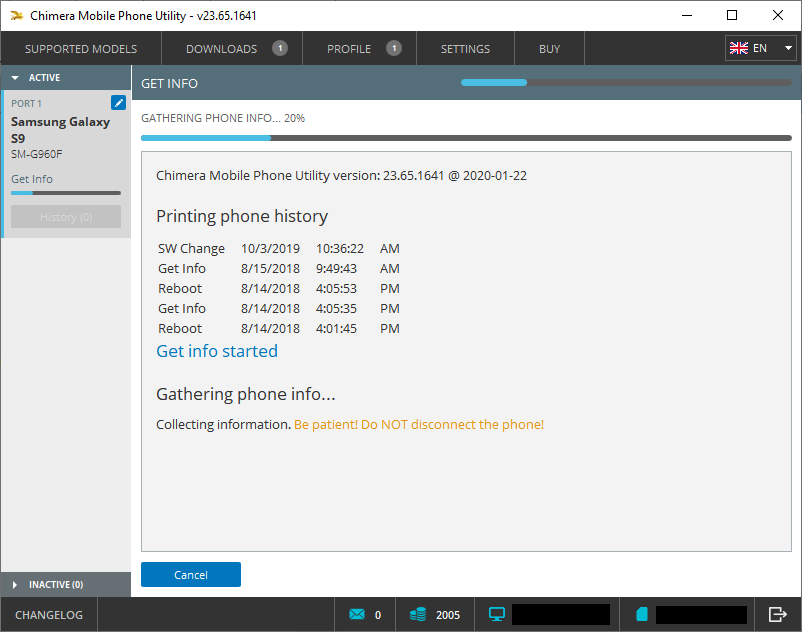 Chimera Mobile Phone Utility - v23.65.1641
SUPPORTED MODELS DOWNLOADS 1 PROFILE 1 SETTINGS BUY EN
ACTIVE
PORT 1
Samsung Galaxy
S9
SM-G960F
Get Info
History (0)
GET INFO
GATHERING PHONE INFO... 20%
Chimera Mobile Phone Utility version: 23.65.1641 @ 2020-01-22
Printing phone history
SW Change 10/3/2019 10:36:22 AM
Get Info 8/15/2018 9:49:43 AM
Reboot 8/14/2018 4:05:53 PM
Get Info 8/14/2018 4:05:35 PM
Reboot 8/14/2018 4:01:45 PM
Get info started
Gathering phone info...
Collecting information. Be patient! Do NOT disconnect the phone!
Cancel
INACTIVE (0)
CHANGELOG 0 2005